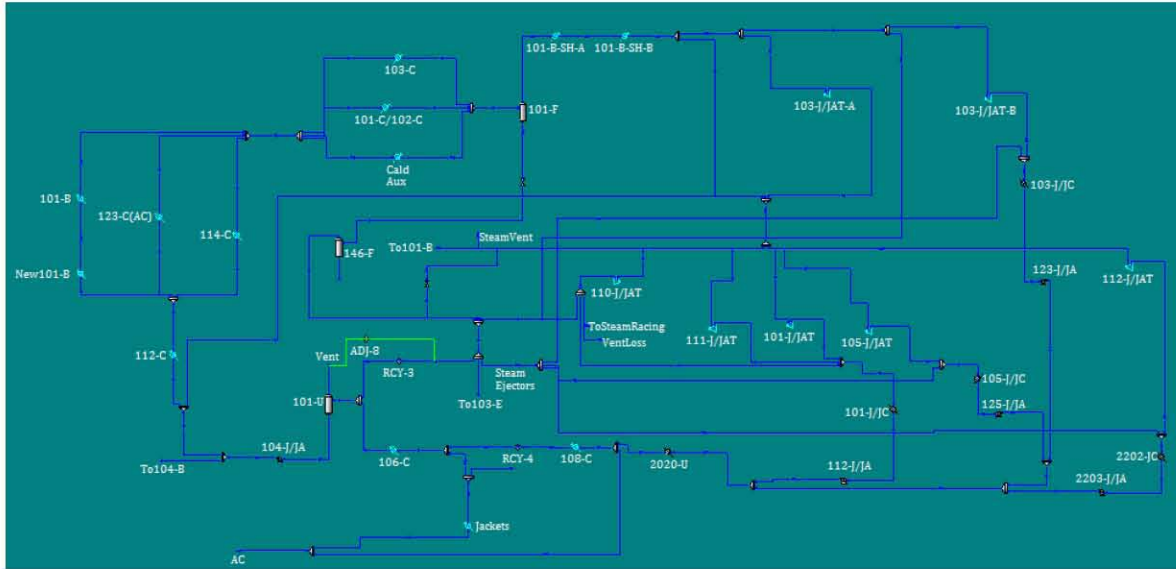 101-B-SH-A
101-B-SH-B
103-C
101-C/102-C
101-F
103-J/JAT-A
103-J/JAT-B
Cald
Aux
103-J/JC
101-B
123-C(AC)
114-C
SteamVent
To101-B
146-F
New101-B
110-J/JAT
123-J/JA
112-J/JAT
ToSteamRacing
VentLoss
111-J/JAT
101-J/JAT
105-J/JAT
112-C
Vent
ADJ-8
RCY-3
Steam
Ejectors
105-J/JC
101-U
To103-E
101-J/JC
125-J/JA
104-J/JA
To104-B
106-C
RCY-4
108-C
2020-U
2202-JC
112-J/JA
2203-J/JA
Jackets
AC